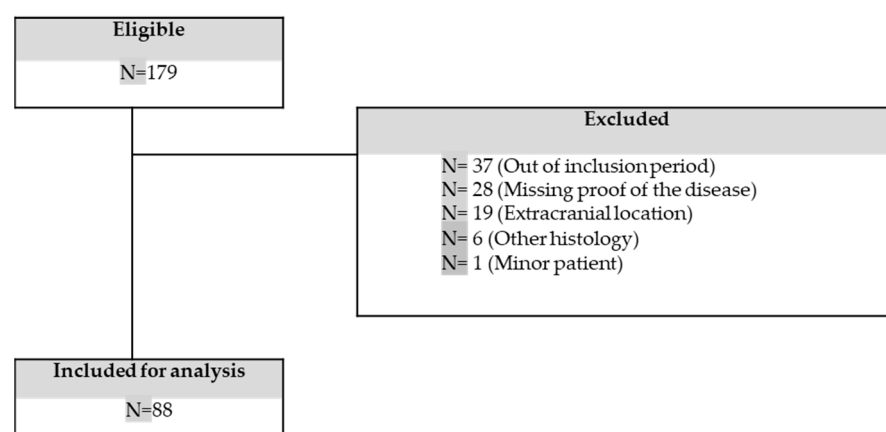 Eligible
N=179
Excluded
N= 37 (Out of inclusion period)
N= 28 (Missing proof of the disease)
N= 19 (Extracranial location)
N= 6 (Other histology)
N= 1 (Minor patient)
Included for analysis
N=88